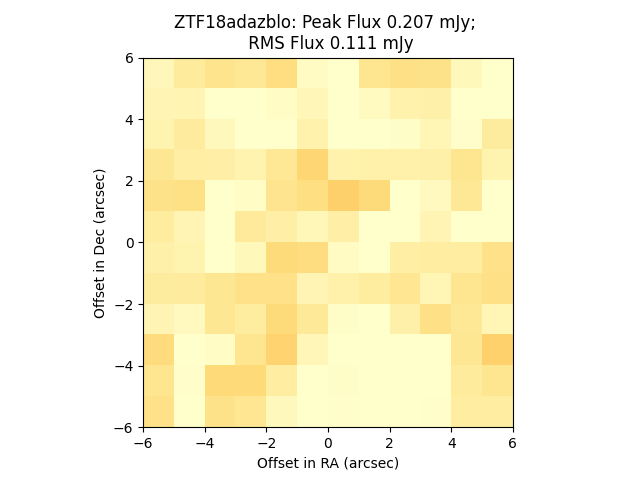 ZTF18adazblo: Peak Flux 0.207 mJy;
RMS Flux 0.111 mJy
6
4
2
0
−2
−4
−6
Offset in Dec (arcsec)
−6 −4 −2 0 2 4 6
Offset in RA (arcsec)